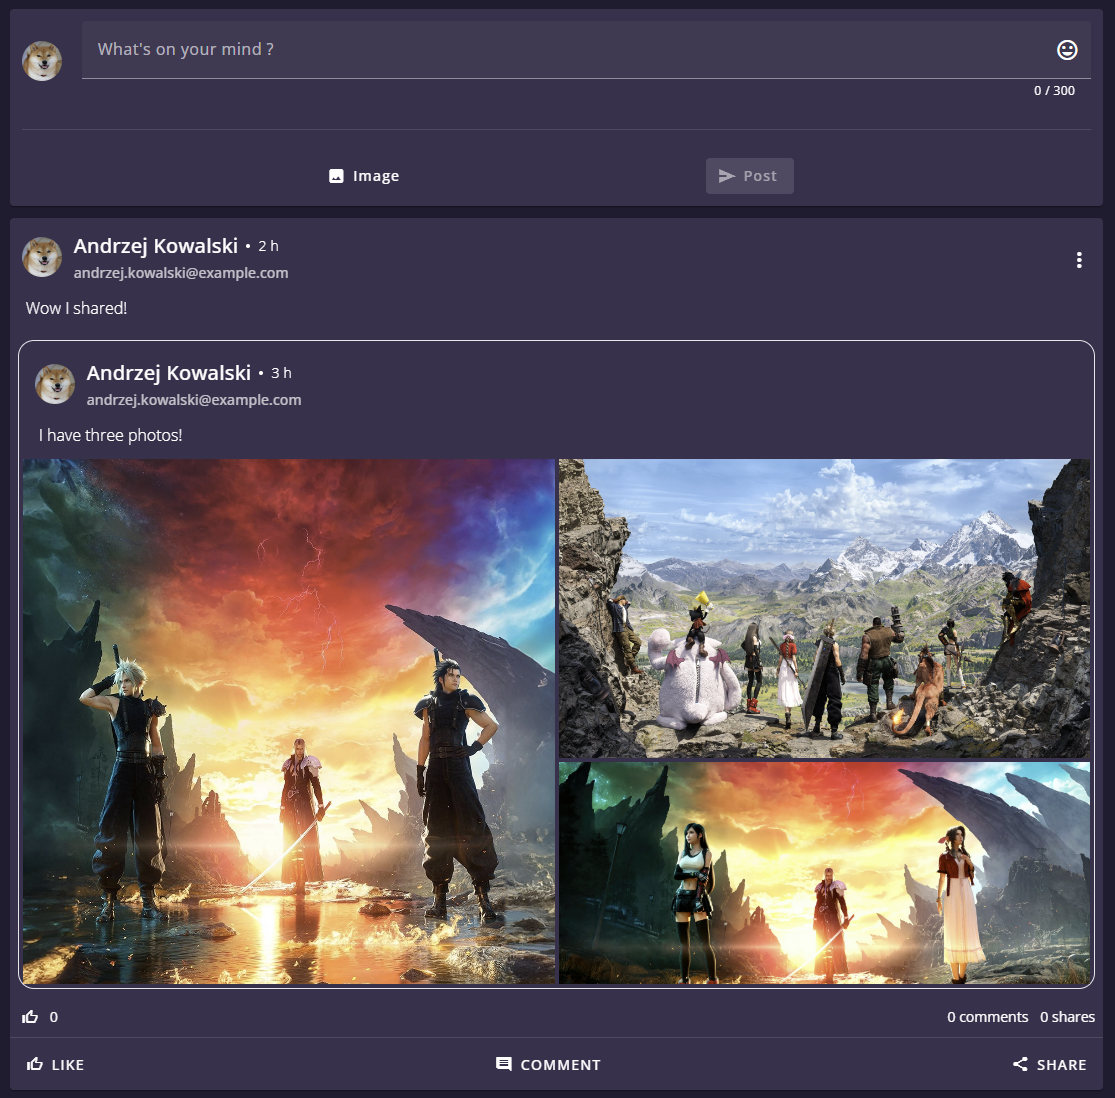 What's on your mind ?
0 / 300
Image
Post
Andrzej Kowalski • 2 h
andrzej.kowalski@example.com
Wow I shared!
Andrzej Kowalski • 3 h
andrzej.kowalski@example.com
I have three photos!
0
0 comments 0 shares
LIKE
COMMENT
SHARE